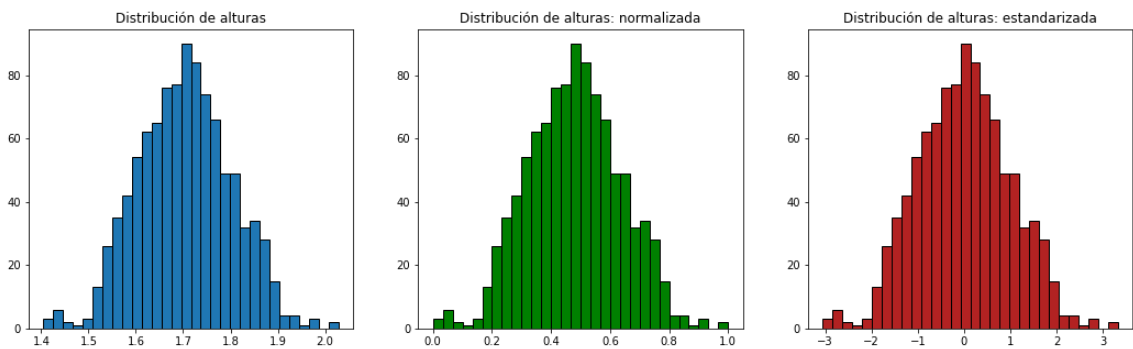 Distribución de alturas
80
60
40
20
0
1.4 1.5 1.6 1.7 1.8 1.9 2.0
Distribución de alturas: normalizada
80
60
40
20
0
0.0 0.2 0.4 0.6 0.8 1.0
Distribución de alturas: estandarizada
80
60
40
20
0
−3 −2 −1 0 1 2 3